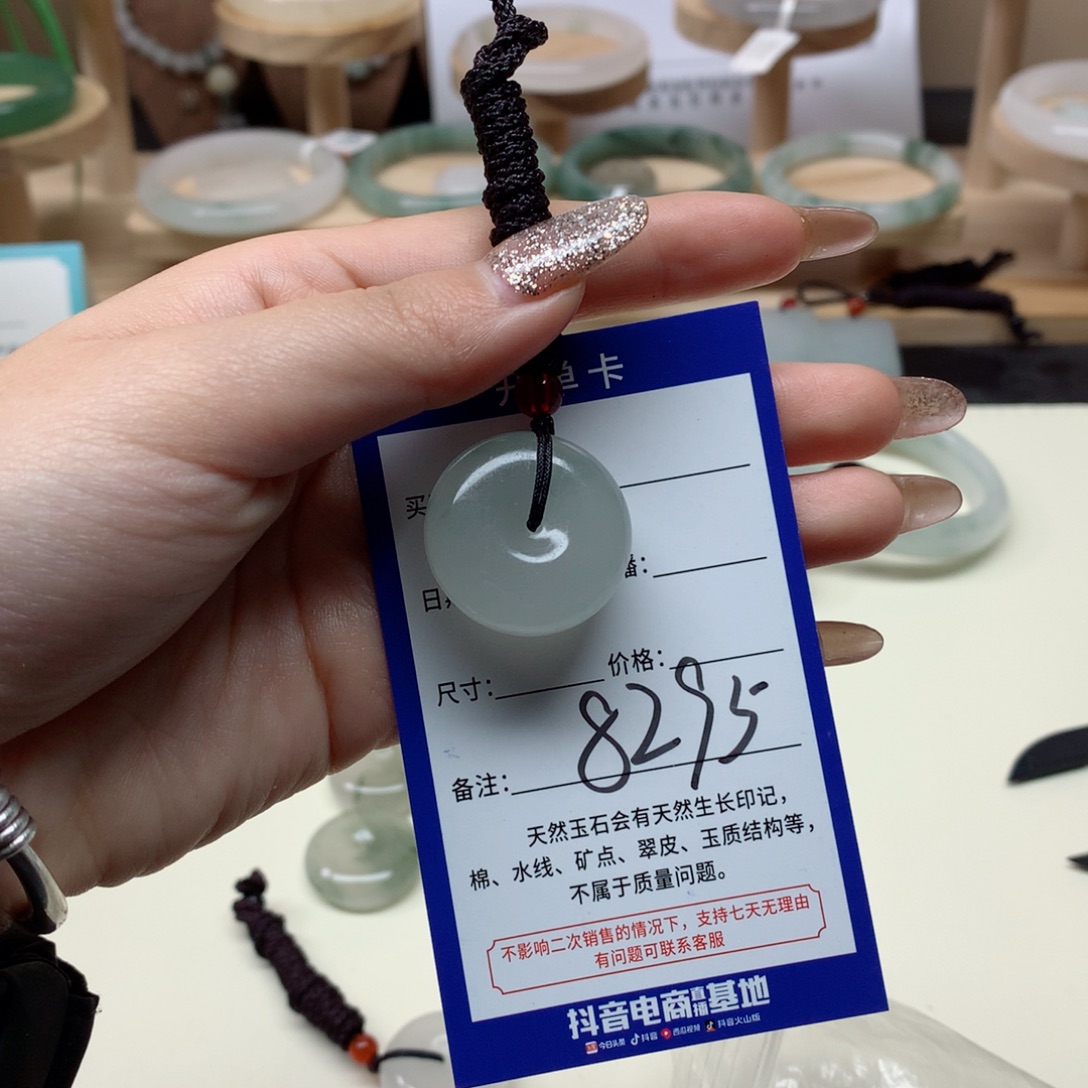 单卡
买
日
播:
尺寸: 价格:
8295
备注:
天然玉石会有天然生长印记，
棉、水线、矿点、翠皮、玉质结构等，
不属于质量问题。
不影响二次销售的情况下，支持七天无理由
有问题可联系客服
抖音电商直播基地
今日头条 抖音 西瓜视频 抖音火山版